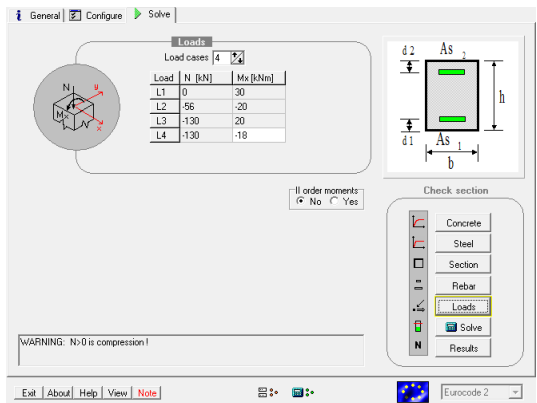 General Configure Solve
Loads
Load cases 4
Load N [kN] Mx [kNm]
L1 0 30
L2 -56 -20
L3 -130 20
L4 -130 -18
N y Mx x
II order moments
No Yes
d 2 As 2
h
d 1 As 1
b
Check section
Concrete
Steel
Section
Rebar
Loads
Solve
N Results
WARNING: N>0 is compression !
Exit About Help View Note Eurocode 2